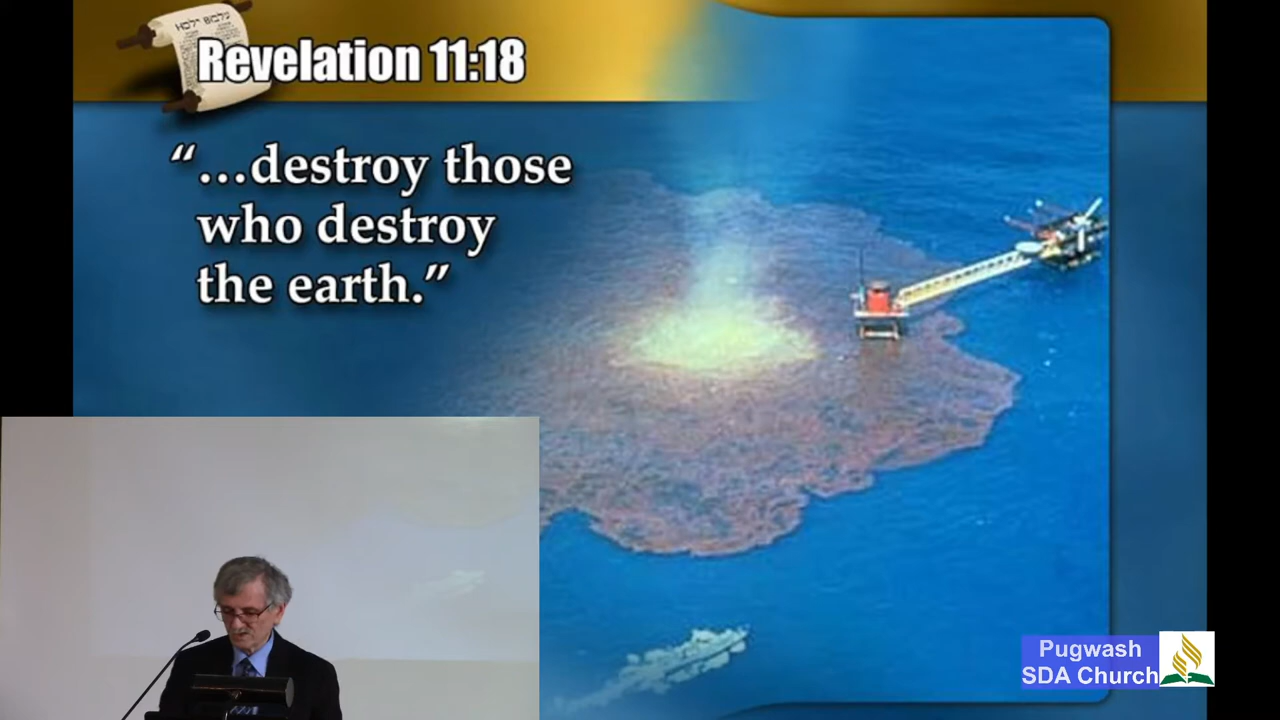 Revelation 11:18
“...destroy those
who destroy
the earth.”
Pugwash
SDA Church